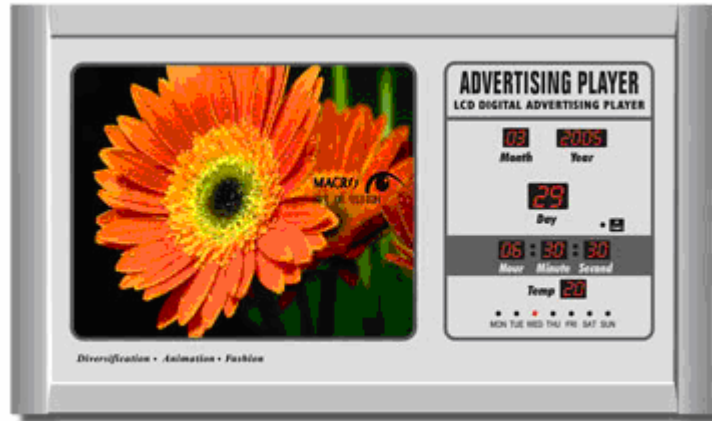 ADVERTISING PLAYER
LCD DIGITAL ADVERTISING PLAYER
03 2005
Month Year
29
Day
06 : 30 : 30
Hour Minute Second
Temp 20
MON TUE WED THU FRI SAT SUN
Diversification • Animation • Fashion